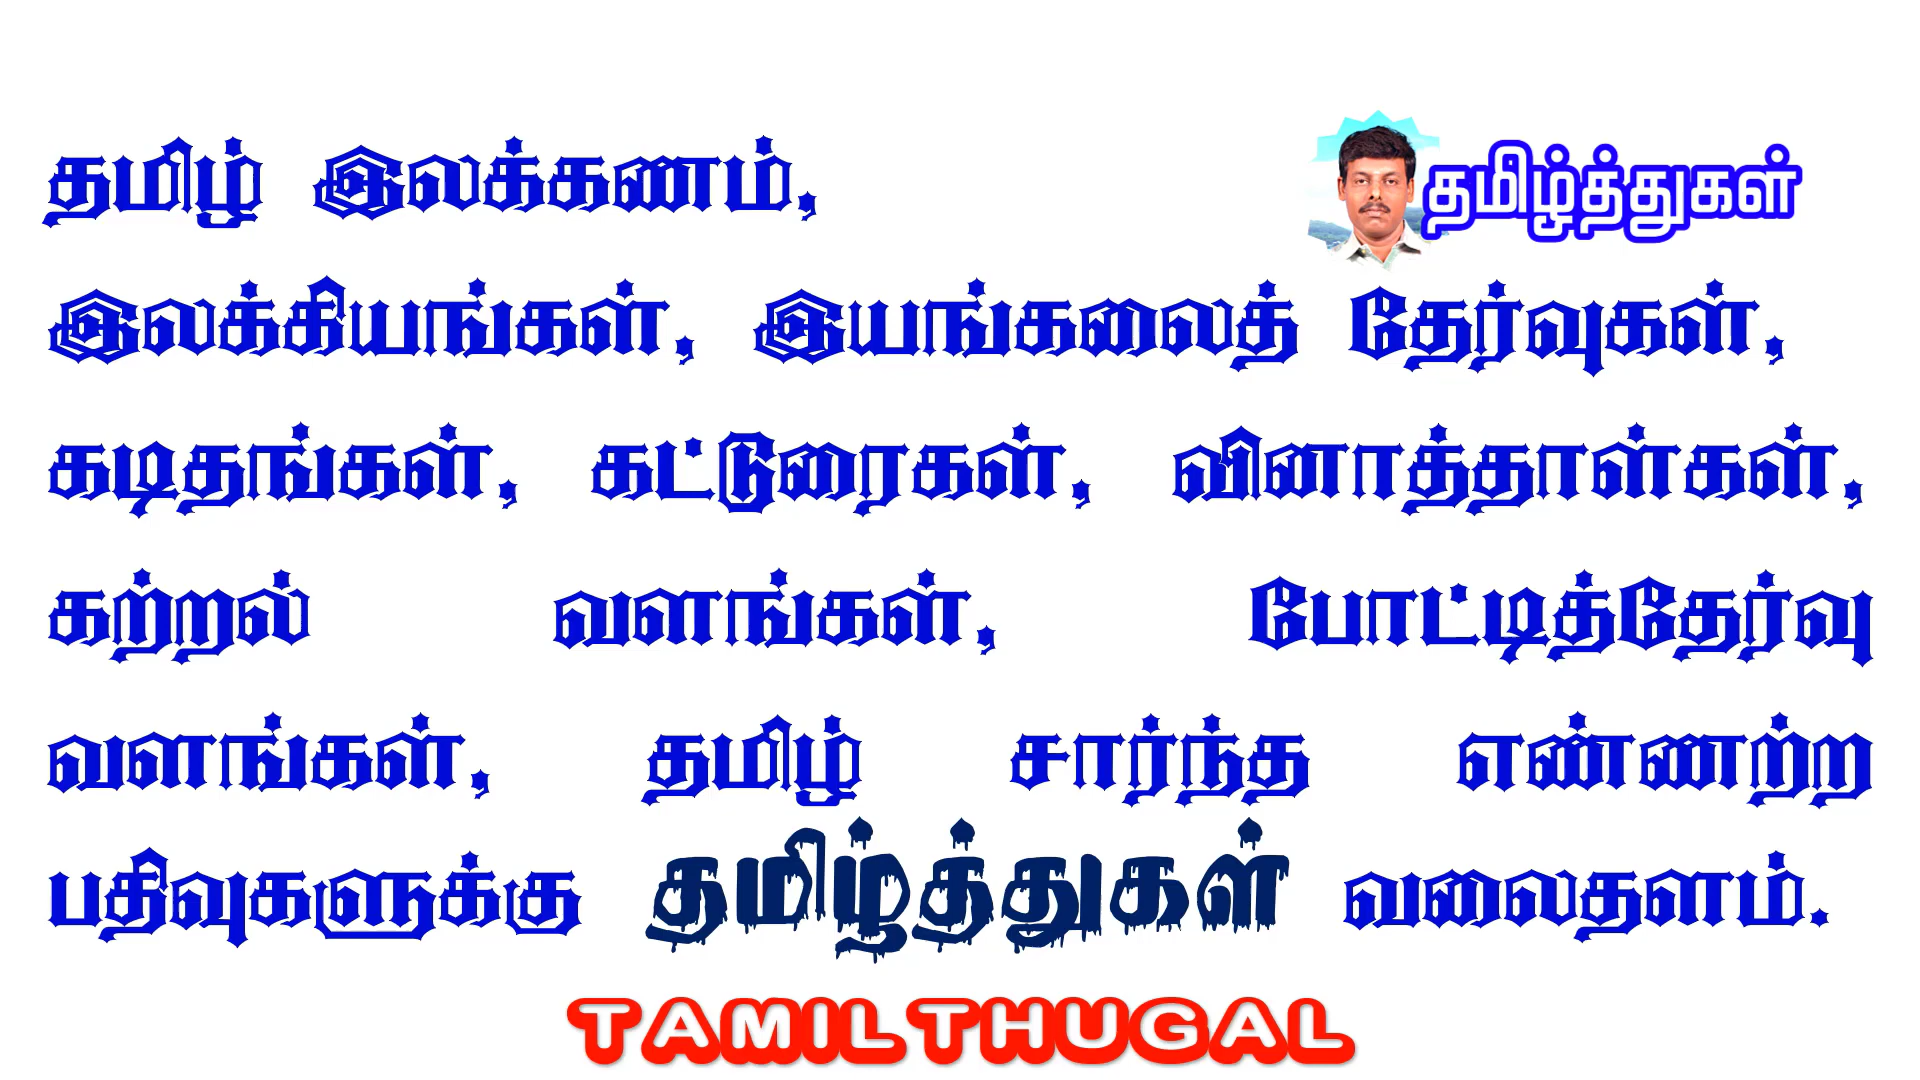 தமிழ் இலக்கணம்,
தமிழ்த்துகள்
இலக்கியங்கள், இயங்கலைத் தேர்வுகள்,
கடிதங்கள், கட்டுரைகள், வினாத்தாள்கள்,
கற்றல் வளங்கள், போட்டித்தேர்வு
வளங்கள், தமிழ் சார்ந்த எண்ணற்ற
பதிவுகளுக்கு தமிழ்த்துகள் வலைதளம்.
TAMILTHUGAL